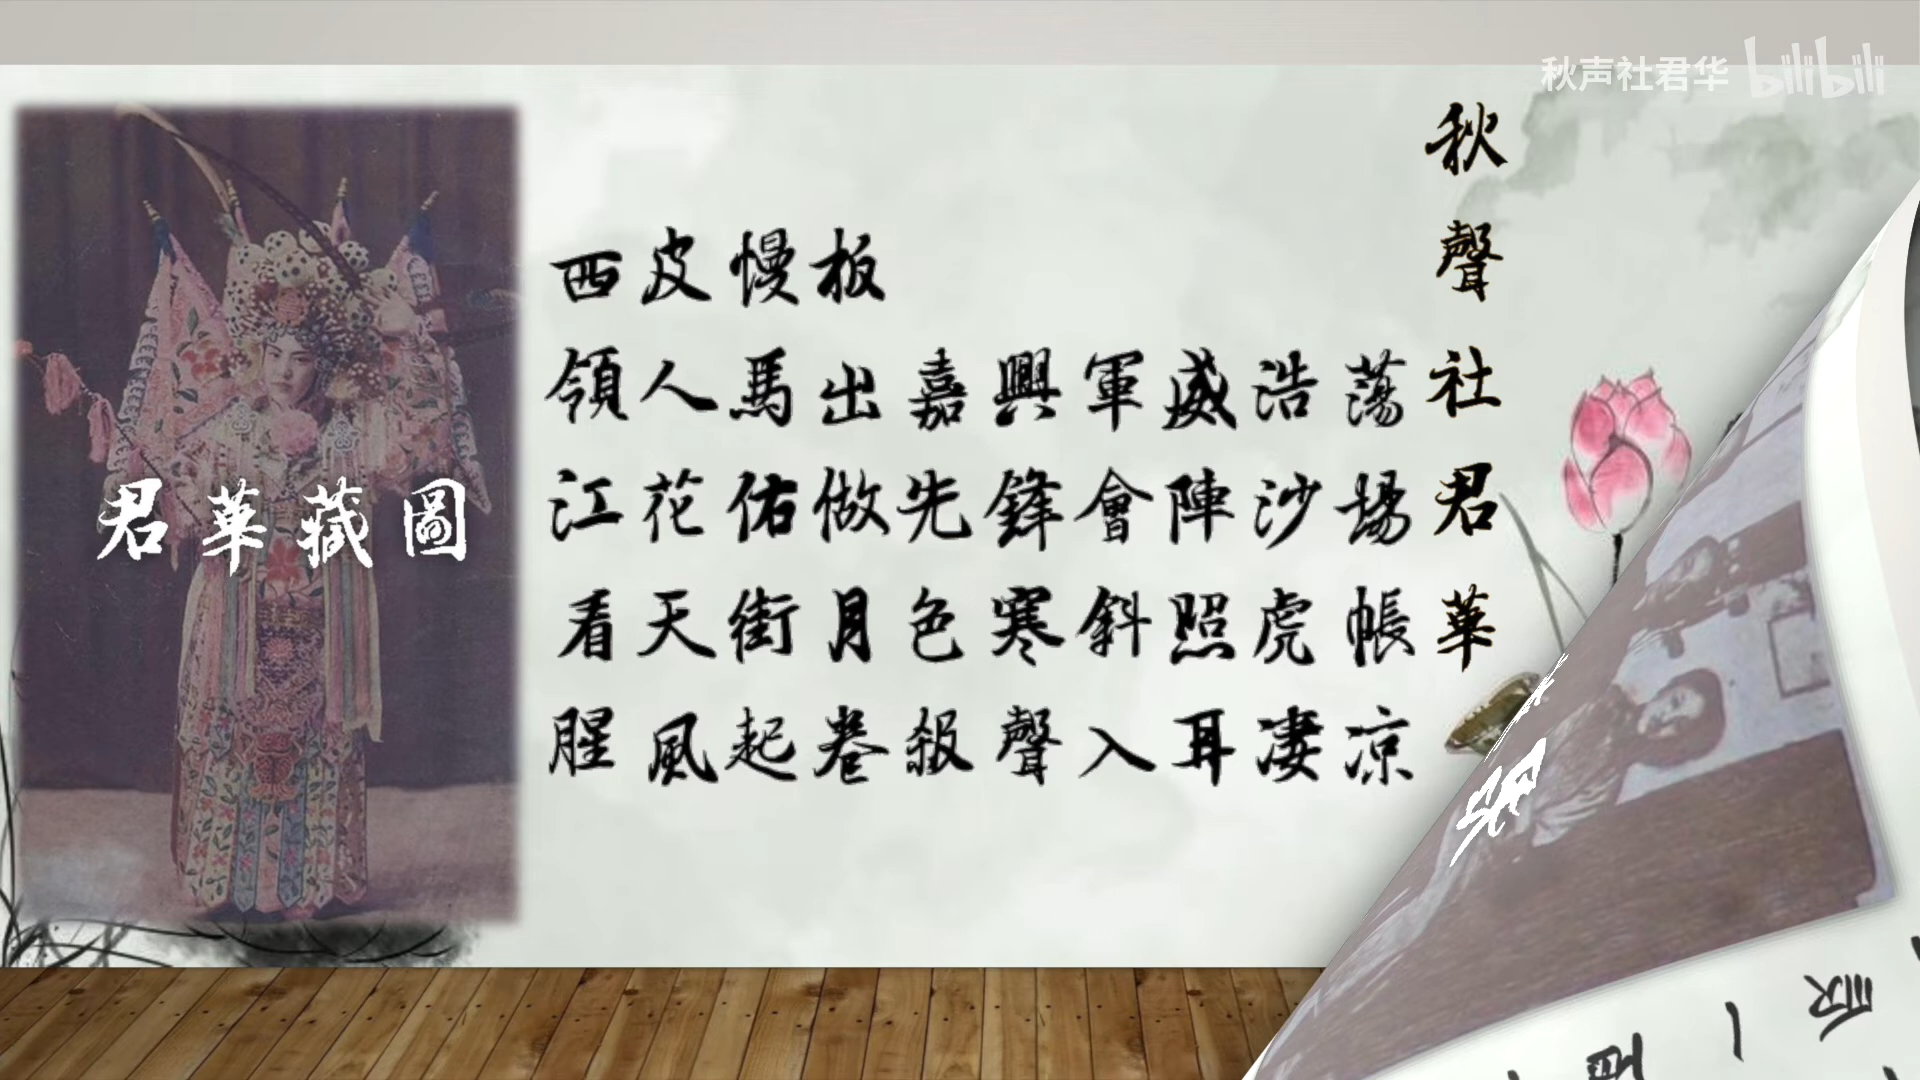 秋声社君华 bilibili
西皮慢板
領人馬出嘉興軍威浩蕩
江花佑做先鋒會陣沙場
看天街月色寒斜照虎帳
腥風起卷報聲入耳凄凉
秋聲社君華
君華藏圖